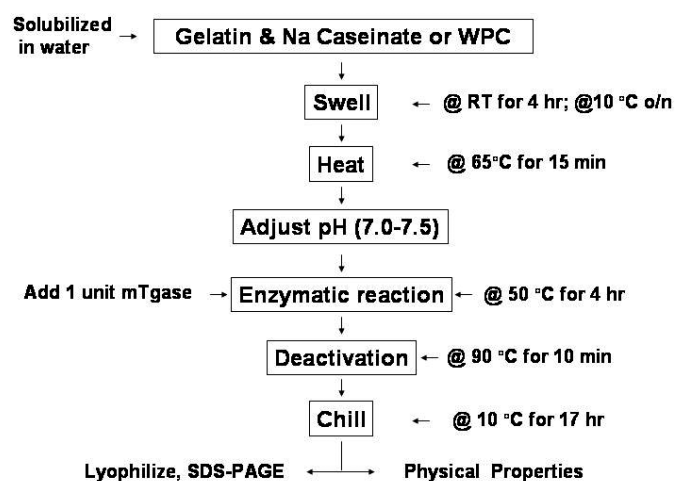 Solubilized
in water
Gelatin & Na Caseinate or WPC
Swell
@ RT for 4 hr; @10 °C o/n
Heat
@ 65°C for 15 min
Adjust pH (7.0-7.5)
Add 1 unit mTgase
Enzymatic reaction
@ 50 °C for 4 hr
Deactivation
@ 90 °C for 10 min
Chill
@ 10 °C for 17 hr
Lyophilize, SDS-PAGE
Physical Properties